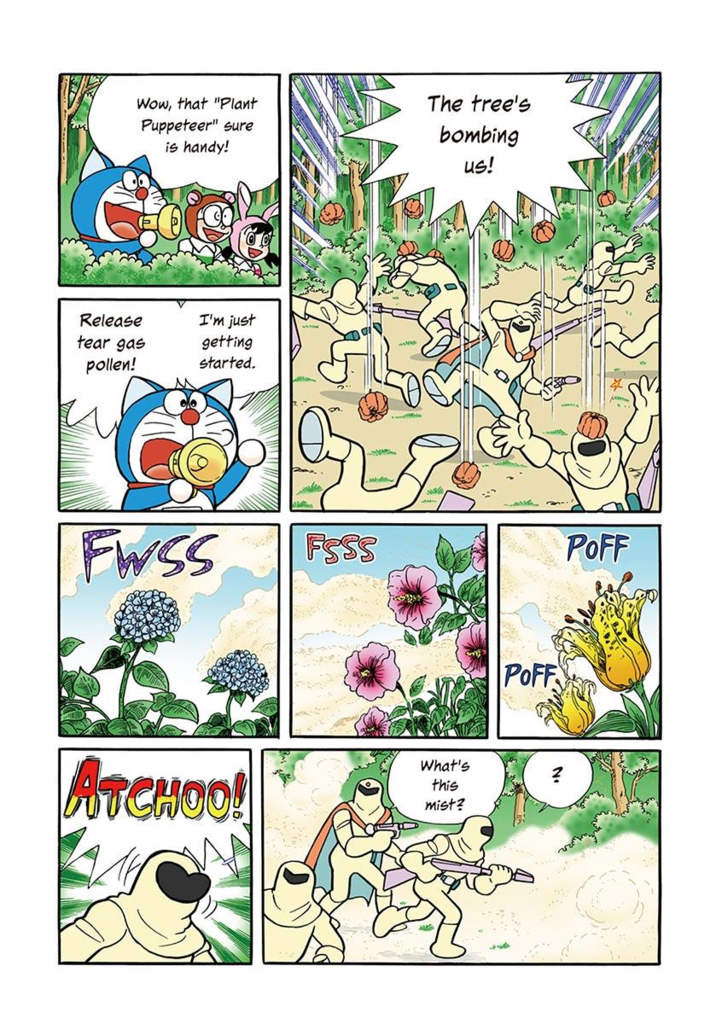 The tree's
bombing
us!
Wow, that "Plant
Puppeteer" sure
is handy!
I'm just
getting
started.
Release
tear gas
pollen!
POFF
POFF
FSSS
FWSS
?
What's
this
mist?
ATCHOO!